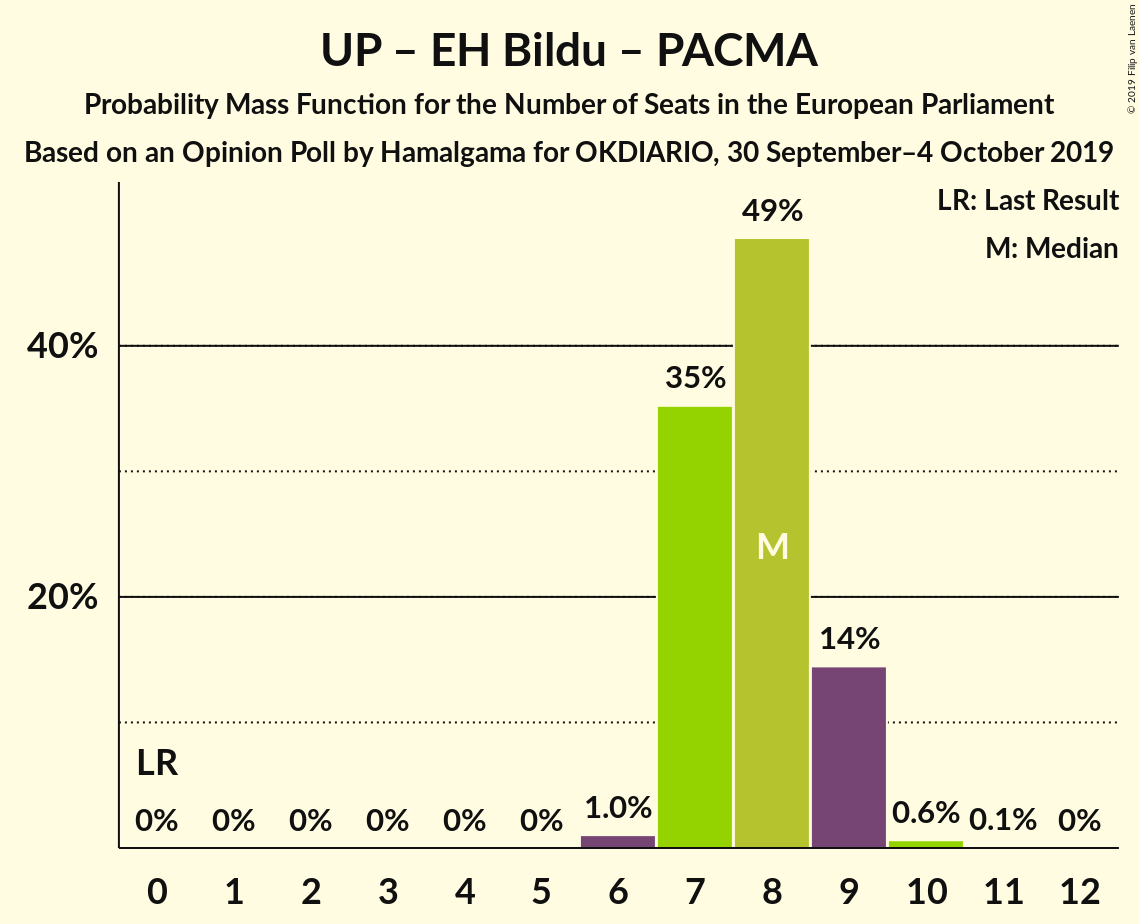 UP – EH Bildu – PACMA
Probability Mass Function for the Number of Seats in the European Parliament
Based on an Opinion Poll by Hamalgama for OKDIARIO, 30 September–4 October 2019
© 2019 Filip van Laenen
LR: Last Result
M: Median
49%
40%
35%
M
20%
14%
LR
0% 0% 0% 0% 0% 0% 1.0% 0.6% 0.1% 0%
0 1 2 3 4 5 6 7 8 9 10 11 12